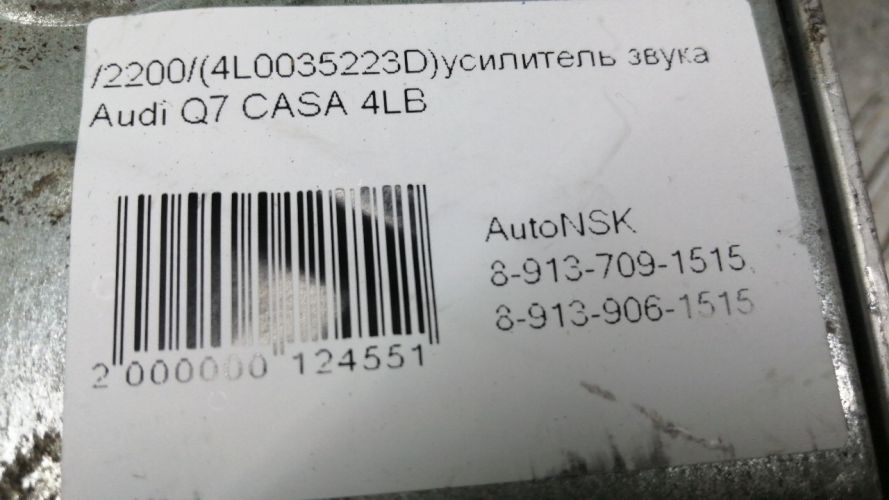 /2200/(4L0035223D)усилитель звука
Audi Q7 CASA 4LB
AutoNSK
8-913-709-1515
8-913-906-1515
2 000000 124551